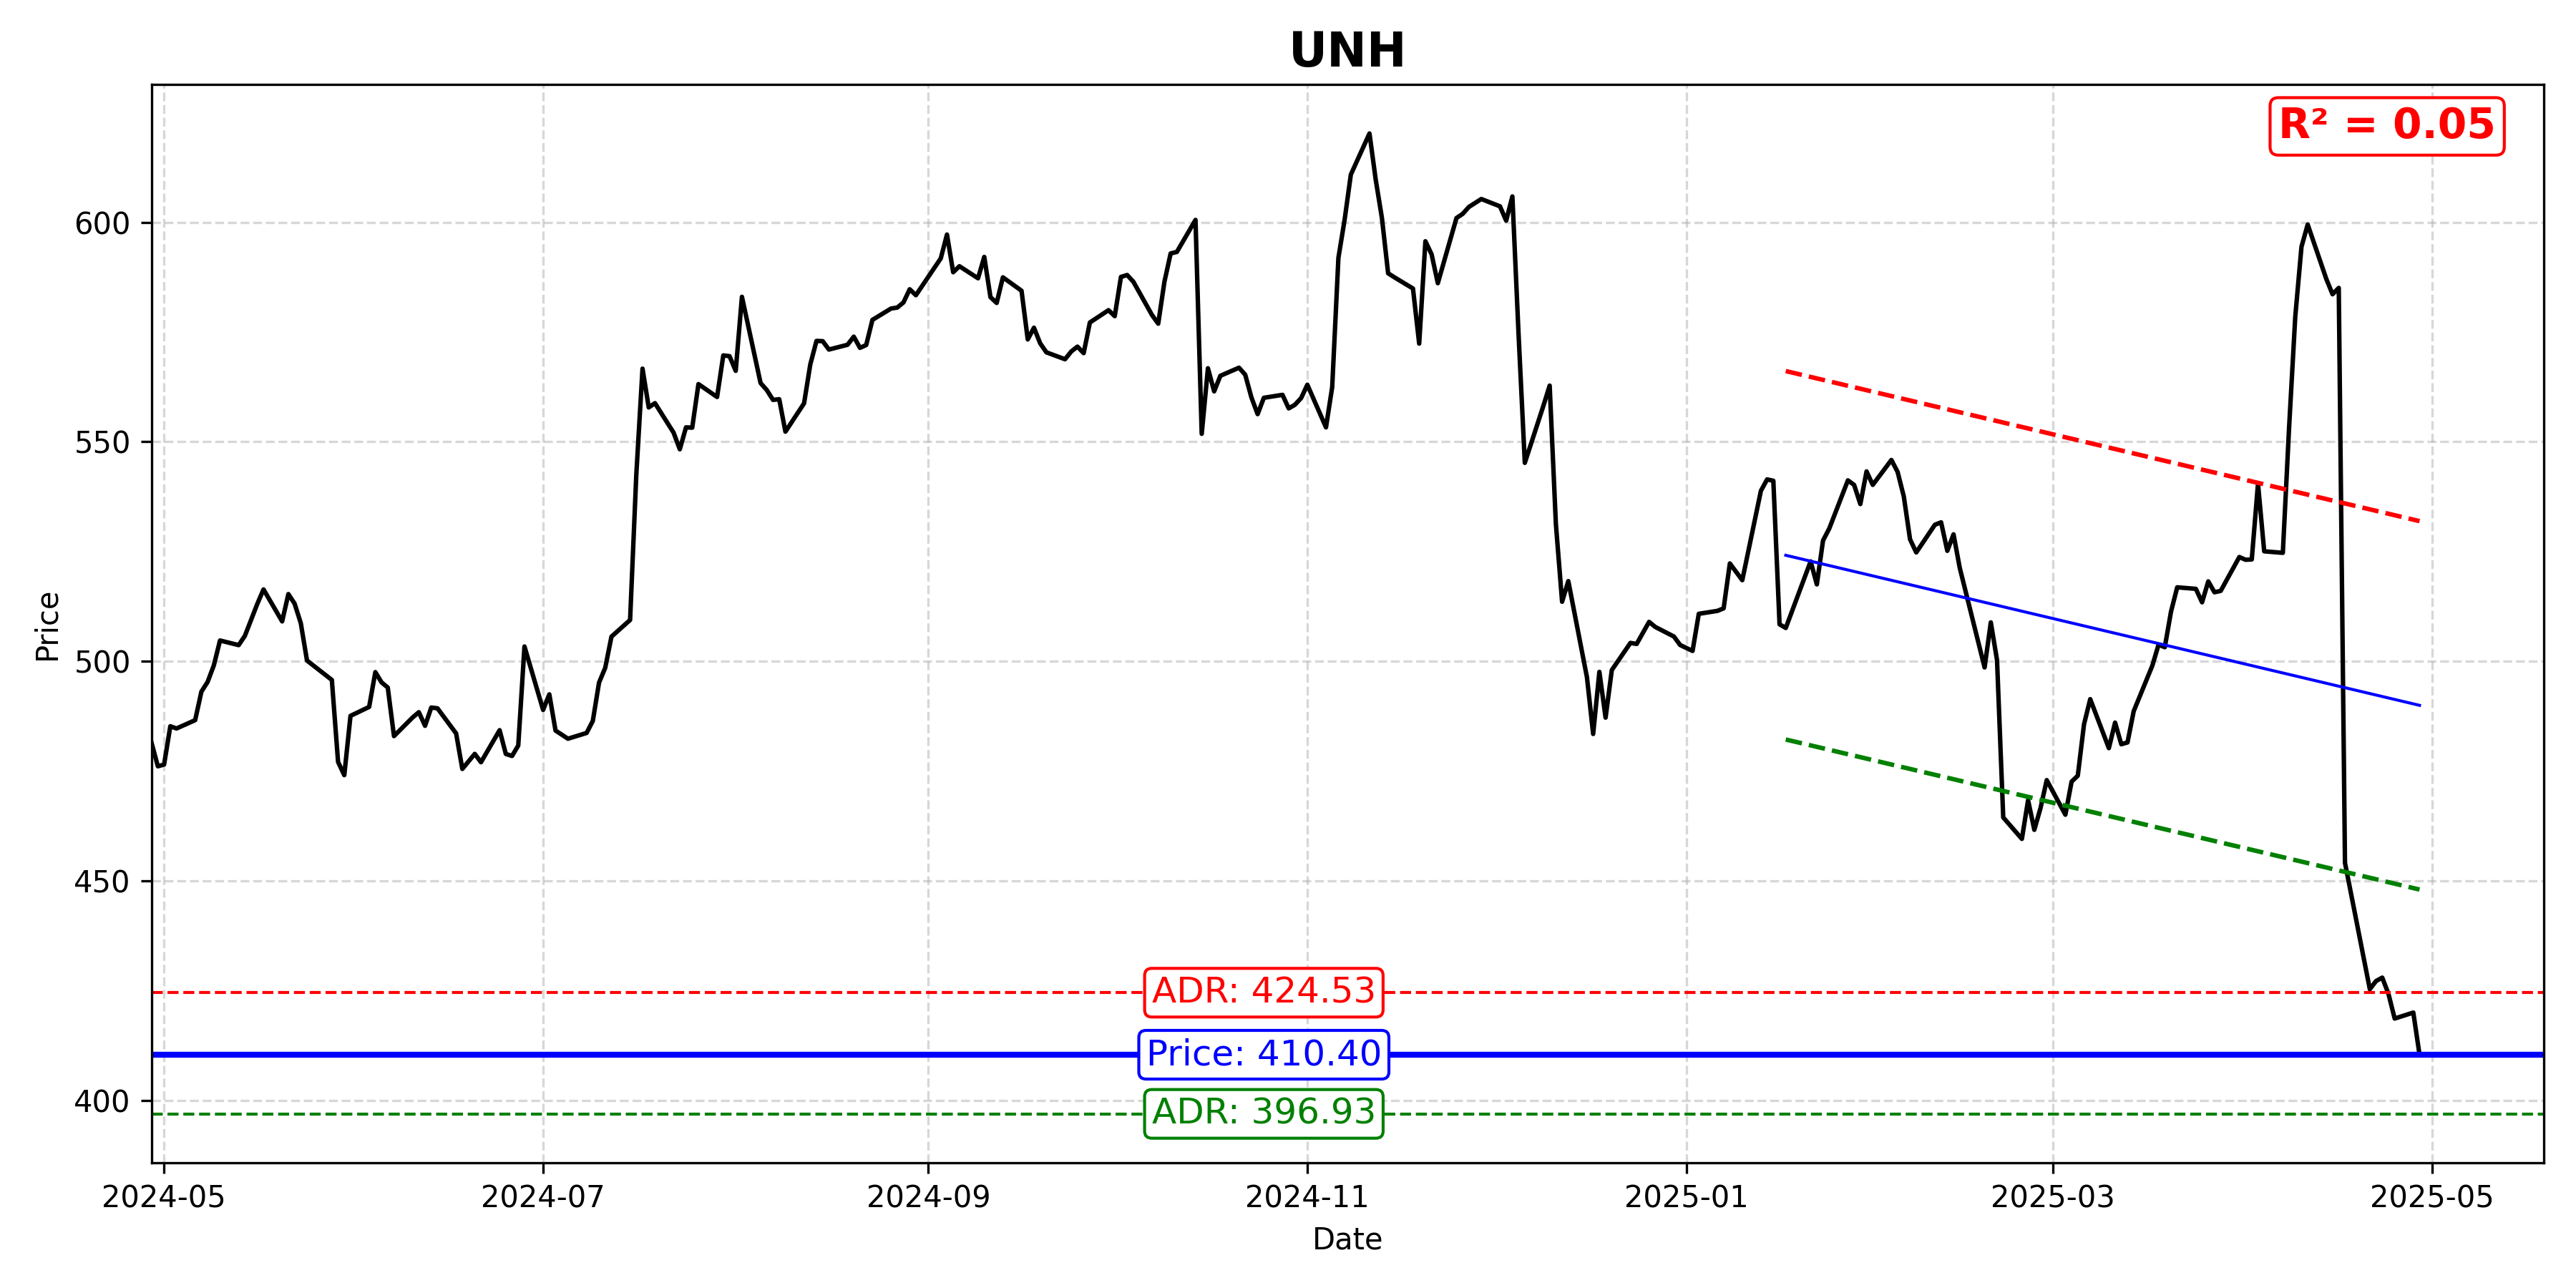 UNH
R² = 0.05
Price
600
550
500
450
400
ADR: 424.53
Price: 410.40
ADR: 396.93
2024-05
2024-07
2024-09
2024-11
2025-01
2025-03
2025-05
Date